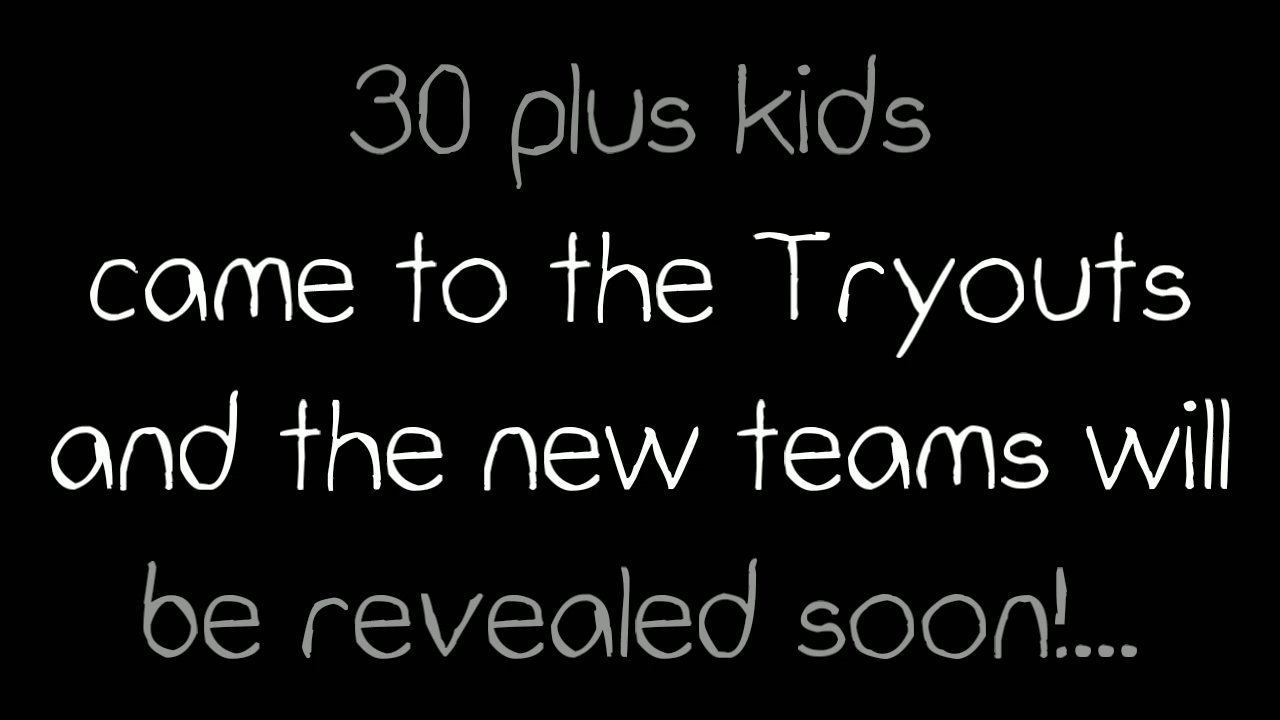 30 plus kids
came to the Tryouts
and the new teams will
be revealed soon!....